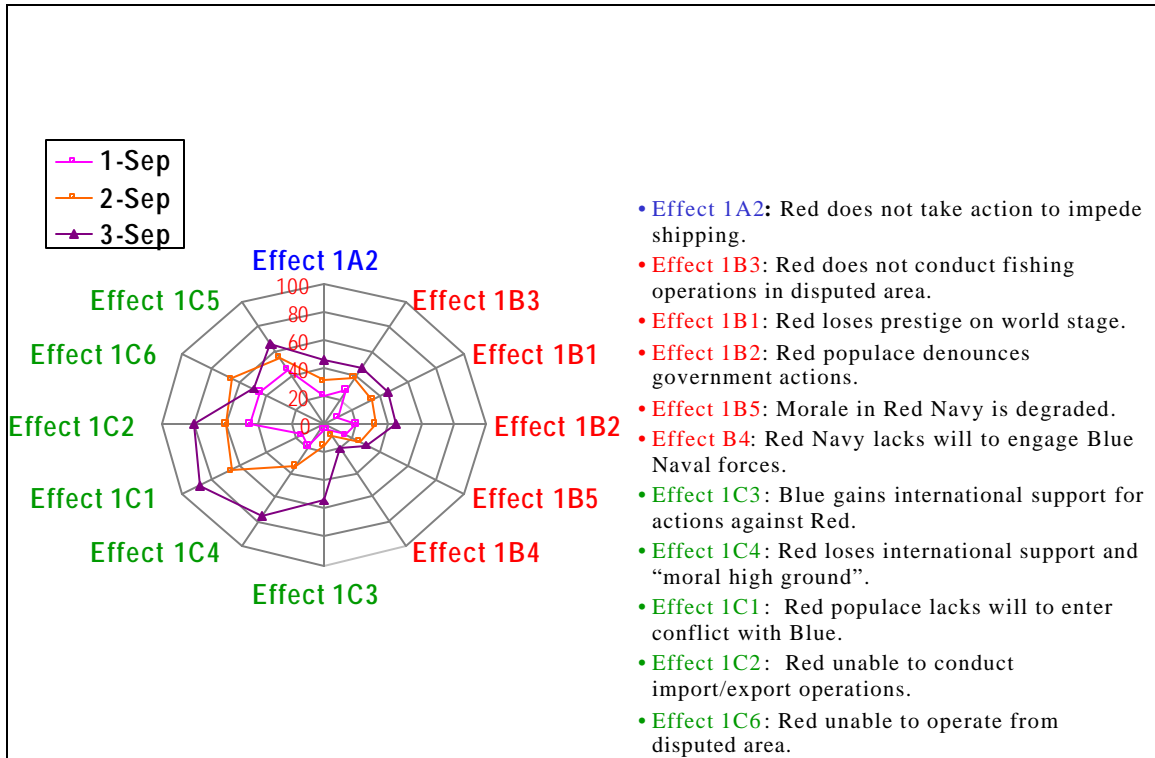 1-Sep
2-Sep
3-Sep
Effect 1A2
Effect 1C5
Effect 1B3
Effect 1C6
Effect 1B1
Effect 1C2
Effect 1B2
Effect 1C1
Effect 1B5
Effect 1C4
Effect 1B4
Effect 1C3
100
80
60
40
20
0
• Effect 1A2: Red does not take action to impede
shipping.
• Effect 1B3: Red does not conduct fishing
operations in disputed area.
• Effect 1B1: Red loses prestige on world stage.
• Effect 1B2: Red populace denounces
government actions.
• Effect 1B5: Morale in Red Navy is degraded.
• Effect B4: Red Navy lacks will to engage Blue
Naval forces.
• Effect 1C3: Blue gains international support for
actions against Red.
• Effect 1C4: Red loses international support and
“moral high ground”.
• Effect 1C1: Red populace lacks will to enter
conflict with Blue.
• Effect 1C2: Red unable to conduct
import/export operations.
• Effect 1C6: Red unable to operate from
disputed area.